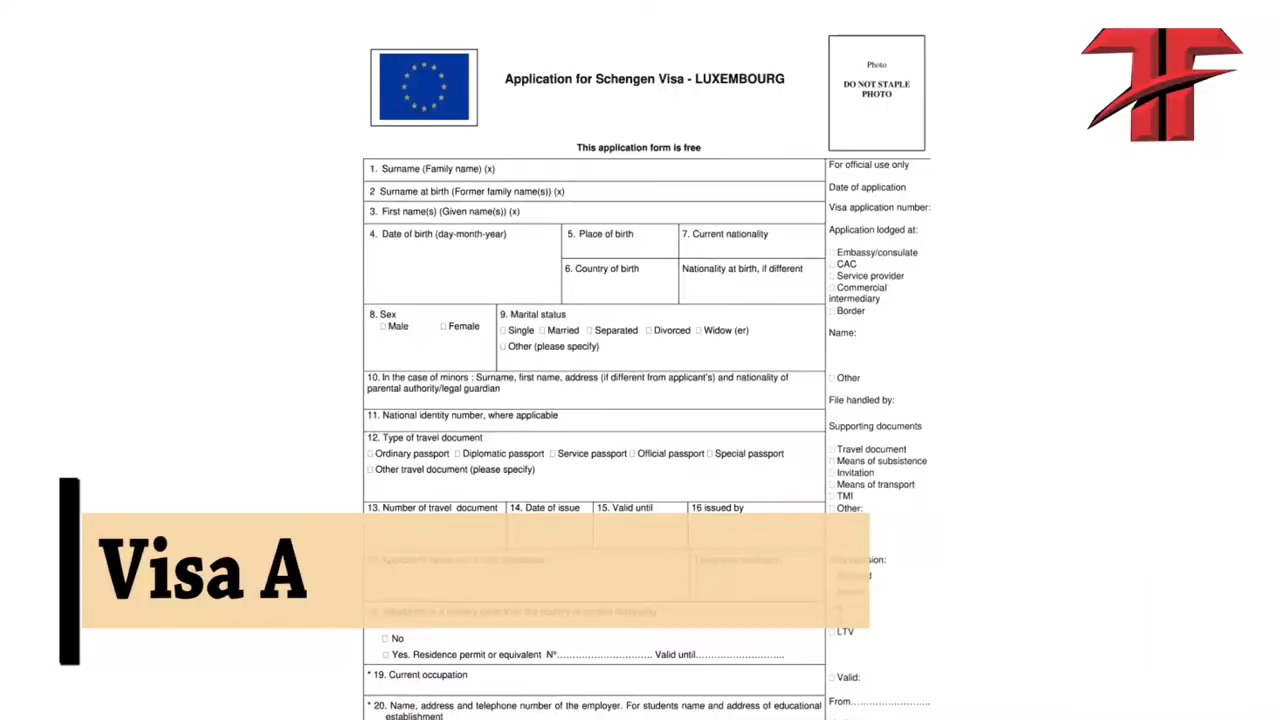 Application for Schengen Visa - LUXEMBOURG
Photo
DO NOT STAPLE
PHOTO
This application form is free
1. Surname (Family name) (x)
2 Surname at birth (Former family name(s)) (x)
3. First name(s) (Given name(s)) (x)
4. Date of birth (day-month-year)
5. Place of birth
7. Current nationality
6. Country of birth
Nationality at birth, if different
8. Sex
Male Female
9. Marital status
Single Married Separated Divorced Widow (er)
Other (please specify)
10. In the case of minors : Surname, first name, address (if different from applicant's) and nationality of
parental authority/legal guardian
11. National identity number, where applicable
12. Type of travel document
Ordinary passport Diplomatic passport Service passport Official passport Special passport
Other travel document (please specify)
13. Number of travel document
14. Date of issue
15. Valid until
16 issued by
No
Yes. Residence permit or equivalent N°................................ Valid until..............................
* 19. Current occupation
* 20. Name, address and telephone number of the employer. For students name and address of educational
establishment
For official use only
Date of application
Visa application number:
Application lodged at:
Embassy/consulate
CAC
Service provider
Commercial
intermediary
Border
Name:
Other
File handled by:
Supporting documents
Travel document
Means of subsistence
Invitation
Means of transport
TMI
Other:
LTV
Valid:
From..........................
Visa A